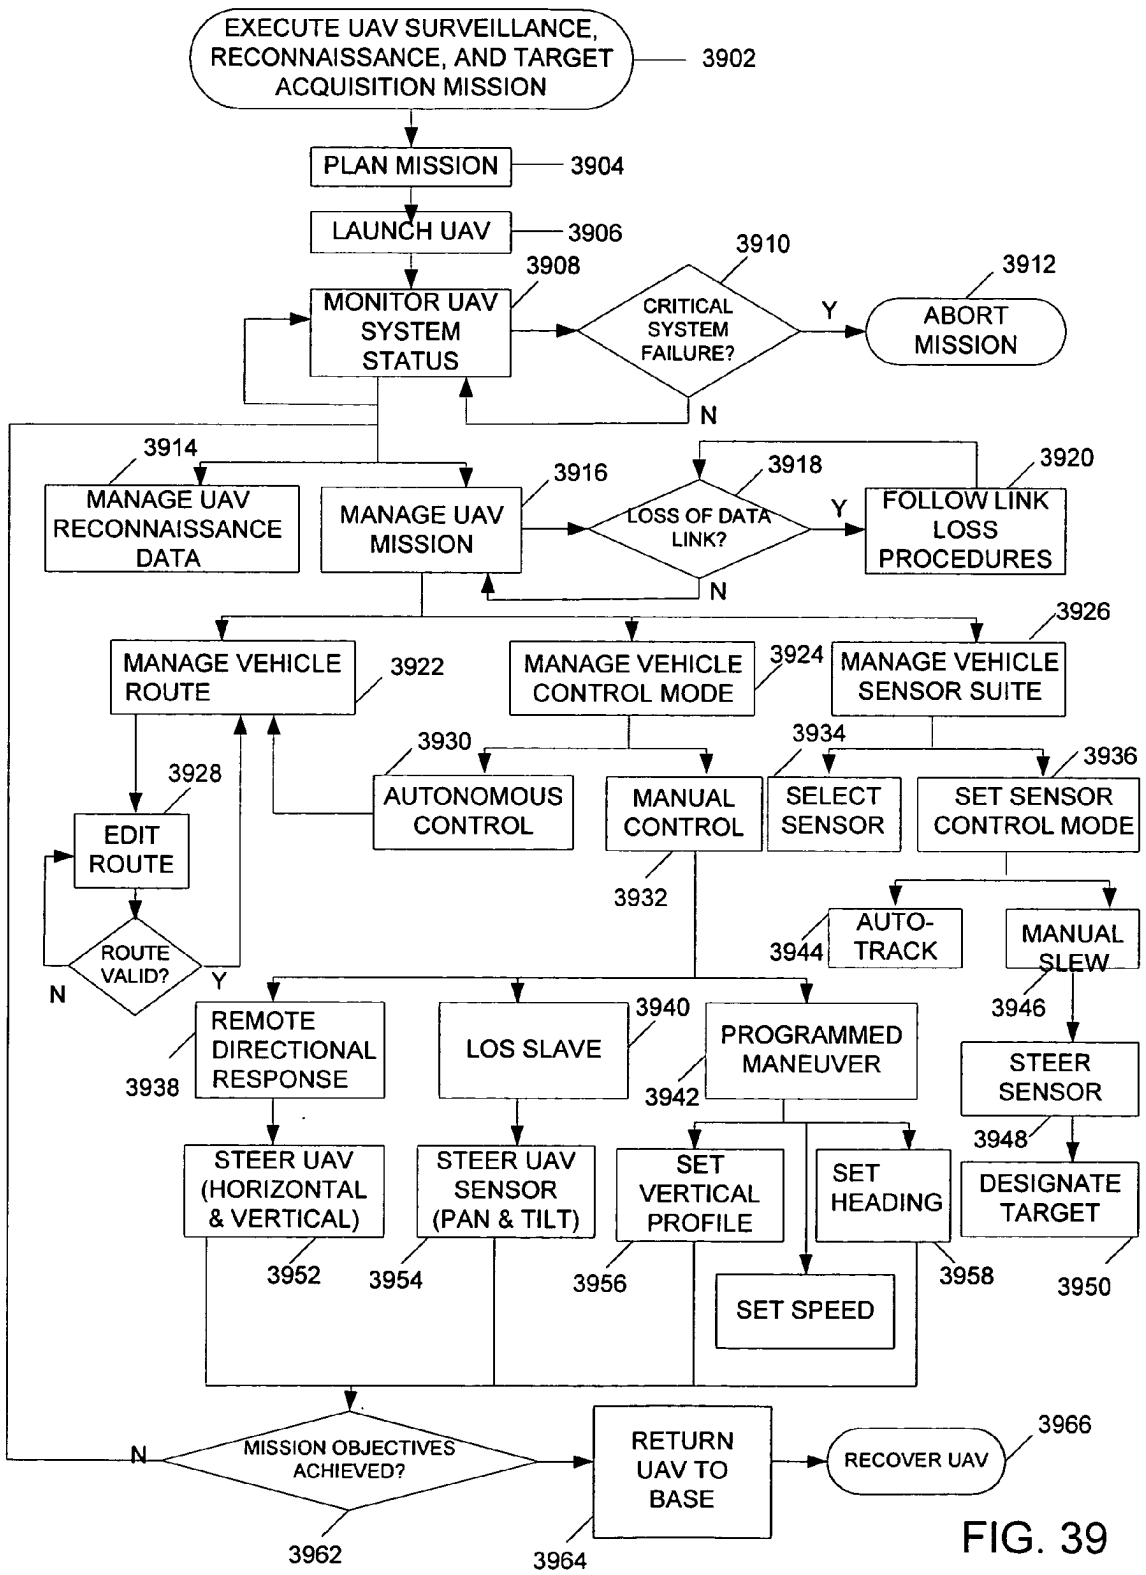 EXECUTE UAV SURVEILLANCE,
RECONNAISSANCE, AND TARGET
ACQUISITION MISSION
3902
PLAN MISSION
3904
LAUNCH UAV
3906
3908
MONITOR UAV
SYSTEM
STATUS
3910
CRITICAL
SYSTEM
FAILURE?
Y
N
3912
ABORT
MISSION
3914
MANAGE UAV
RECONNAISSANCE
DATA
3916
MANAGE UAV
MISSION
3918
LOSS OF DATA
LINK?
Y
N
3920
FOLLOW LINK
LOSS
PROCEDURES
MANAGE VEHICLE
ROUTE
3922
MANAGE VEHICLE
CONTROL MODE
3924
3926
MANAGE VEHICLE
SENSOR SUITE
3928
EDIT
ROUTE
ROUTE
VALID?
N
Y
3930
AUTONOMOUS
CONTROL
MANUAL
CONTROL
3932
3934
SELECT
SENSOR
3936
SET SENSOR
CONTROL MODE
AUTO-
TRACK
3944
MANUAL
SLEW
3946
REMOTE
DIRECTIONAL
RESPONSE
3938
LOS SLAVE
3940
PROGRAMMED
MANEUVER
3942
STEER
SENSOR
3948
STEER UAV
(HORIZONTAL
& VERTICAL)
3952
STEER UAV
SENSOR
(PAN & TILT)
3954
SET
VERTICAL
PROFILE
3956
SET
HEADING
3958
DESIGNATE
TARGET
3950
SET SPEED
N
MISSION OBJECTIVES
ACHIEVED?
3962
RETURN
UAV TO
BASE
3964
RECOVER UAV
3966
FIG. 39